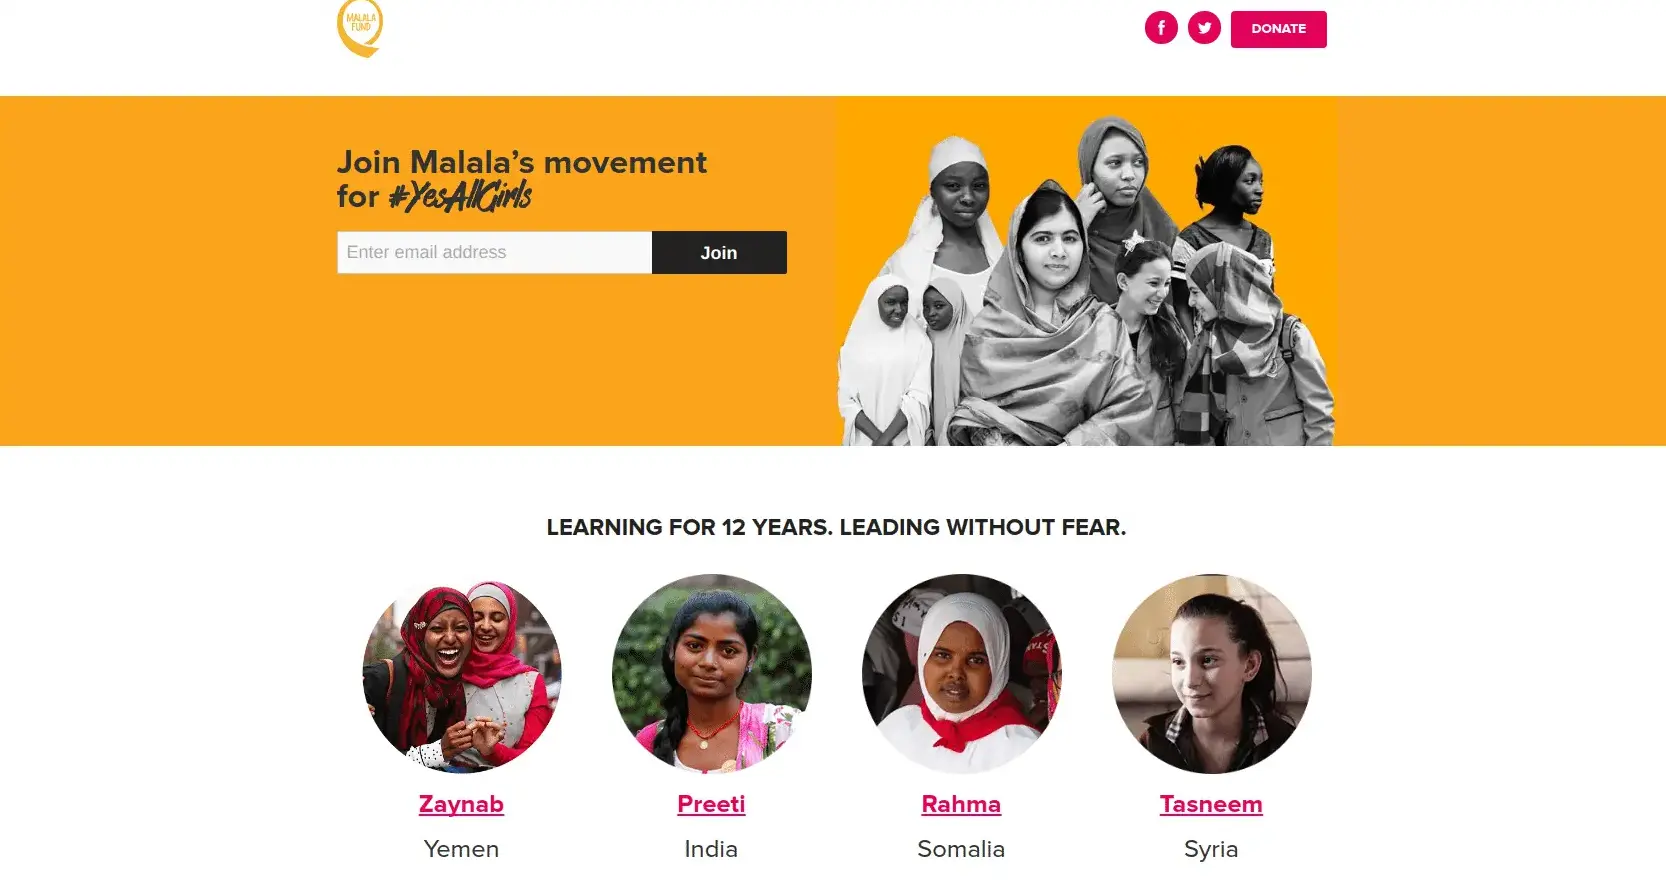 MALALA
FUND
f
DONATE
Join Malala’s movement
for #YesAllGirls
Enter email address
Join
LEARNING FOR 12 YEARS. LEADING WITHOUT FEAR.
Zaynab
Preeti
Rahma
Tasneem
Yemen
India
Somalia
Syria